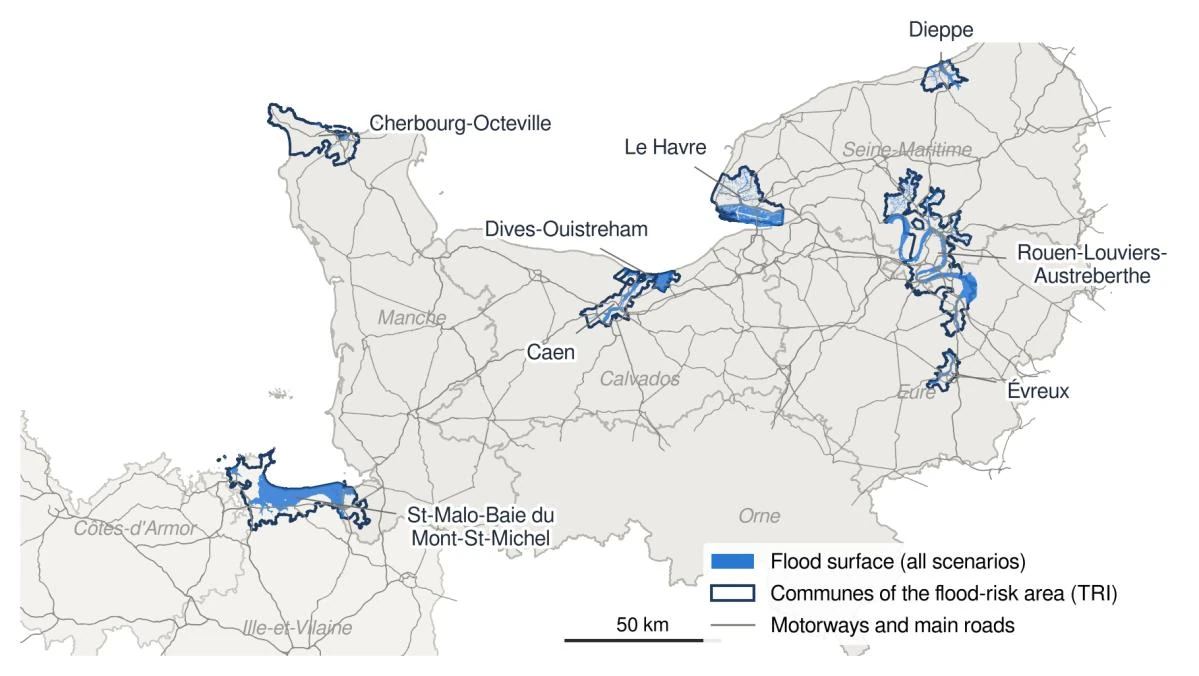 Dieppe
Cherbourg-Octeville
Le Havre
Seine-Maritime
Dives-Ouistreham
Rouen-Louviers-
Austreberthe
Manche
Caen
Calvados
Eure
Évreux
St-Malo-Baie du
Mont-St-Michel
Côtes-d'Armor
Orne
Ille-et-Vilaine
Flood surface (all scenarios)
Communes of the flood-risk area (TRI)
Motorways and main roads
50 km